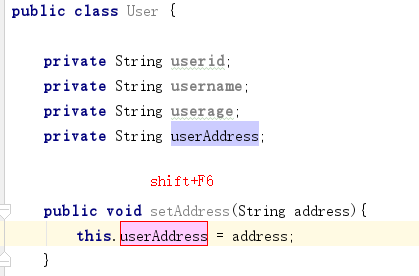 public class User {
private String userid;
private String username;
private String userage;
private String userAddress;
shift+F6
public void setAddress(String address){
this.userAddress = address;
}